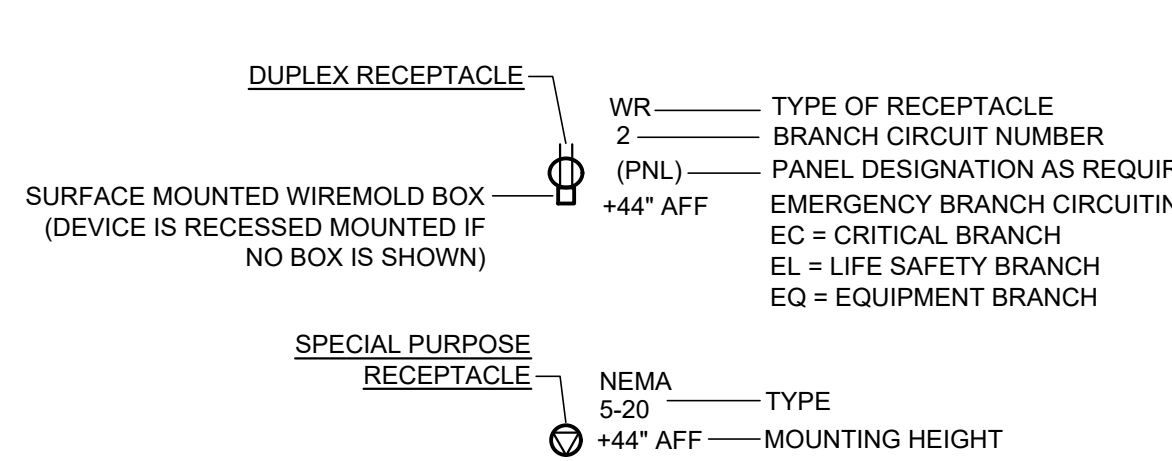 DUPLEX RECEPTACLE
WR
TYPE OF RECEPTACLE
2
BRANCH CIRCUIT NUMBER
(PNL)
PANEL DESIGNATION AS
SURFACE MOUNTED WIREMOLD BOX
(DEVICE IS RECESSED MOUNTED IF
NO BOX IS SHOWN)
+44" AFF
EMERGENCY BRANCH
EC = CRITICAL BRANCH
EL = LIFE SAFETY BRANCH
EQ = EQUIPMENT BRANCH
SPECIAL PURPOSE
RECEPTACLE
NEMA
5-20
TYPE
+44" AFF
MOUNTING HEIGHT